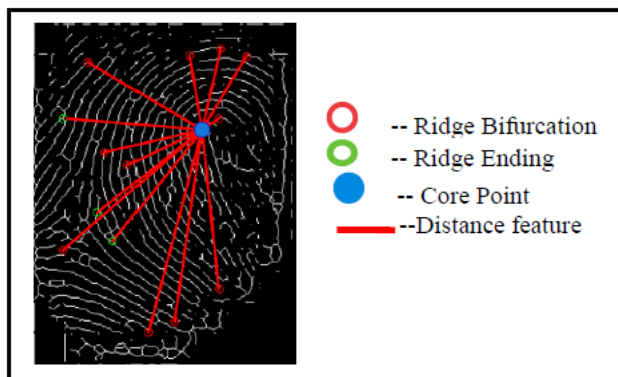 -- Ridge Bifurcation
-- Ridge Ending
-- Core Point
--Distance feature